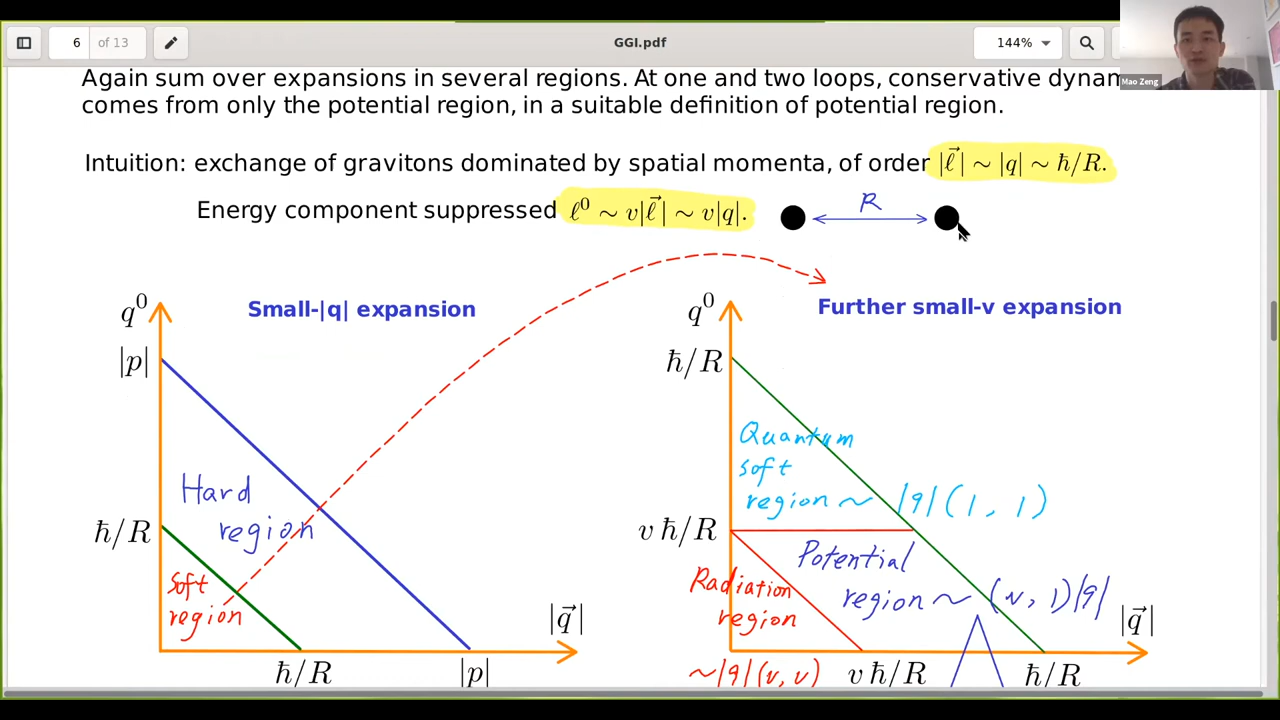 6 of 13
GGI.pdf
144%
Mao Zeng
Again sum over expansions in several regions. At one and two loops, conservative dynam
comes from only the potential region, in a suitable definition of potential region.
Intuition: exchange of gravitons dominated by spatial momenta, of order |ℓ⃗| ∼ |q| ∼ ħ/R.
Energy component suppressed ℓ⁰ ∼ v|ℓ⃗| ∼ v|q|.
R
q⁰
Small-|q| expansion
|p|
Hard
region
ħ/R
Soft
region
|q⃗|
ħ/R
|p|
q⁰
Further small-v expansion
ħ/R
Quantum
soft
region ∼ |q|(1, 1)
v ħ/R
Potential
region ∼ (v, 1)|q|
Radiation
region
|q⃗|
∼|q|(v, v)
v ħ/R
ħ/R